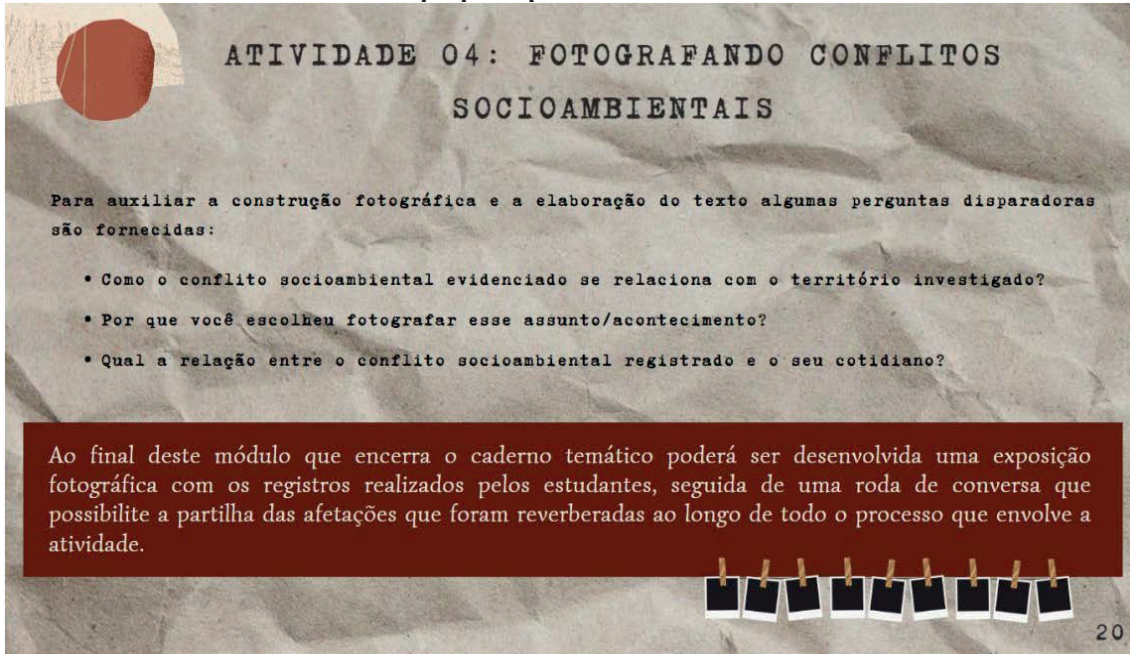 ATIVIDADE 04: FOTOGRAFANDO CONFLITOS
SOCIOAMBIENTAIS
Para auxiliar a construção fotográfica e a elaboração do texto algumas perguntas disparadoras
são fornecidas:
• Como o conflito socioambiental evidenciado se relaciona com o território investigado?
• Por que você escolheu fotografar esse assunto/acontecimento?
• Qual a relação entre o conflito socioambiental registrado e o seu cotidiano?
Ao final deste módulo que encerra o caderno temático poderá ser desenvolvida uma exposição
fotográfica com os registros realizados pelos estudantes, seguida de uma roda de conversa que
possibilite a partilha das afetações que foram reverberadas ao longo de todo o processo que envolve a
atividade.
20